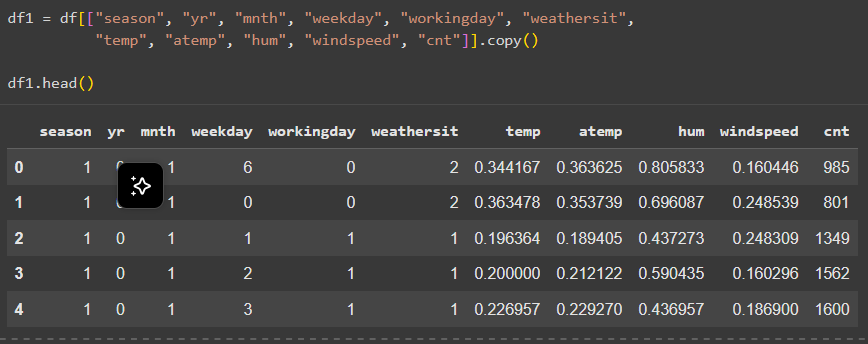 df1 = df[["season", "yr", "mnth", "weekday", "workingday", "weathersit",
"temp", "atemp", "hum", "windspeed", "cnt"]].copy()
df1.head()
season yr mnth weekday workingday weathersit temp atemp hum windspeed cnt
0 1 1 6 0 2 0.344167 0.363625 0.805833 0.160446 985
1 1 1 0 0 2 0.363478 0.353739 0.696087 0.248539 801
2 1 0 1 1 1 1 0.196364 0.189405 0.437273 0.248309 1349
3 1 0 1 2 1 1 0.200000 0.212122 0.590435 0.160296 1562
4 1 0 1 3 1 1 0.226957 0.229270 0.436957 0.186900 1600